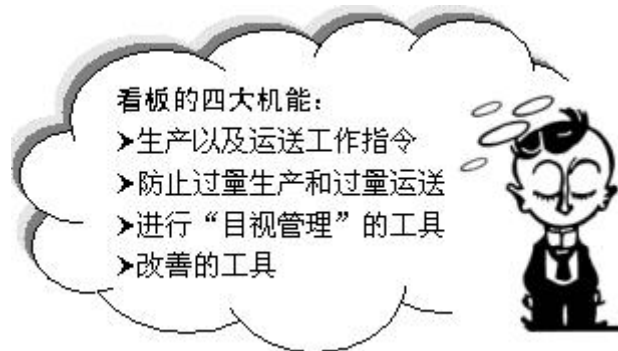 看板的四大机能：
➤生产以及运送工作指令
➤防止过量生产和过量运送
➤进行“目视管理”的工具
➤改善的工具